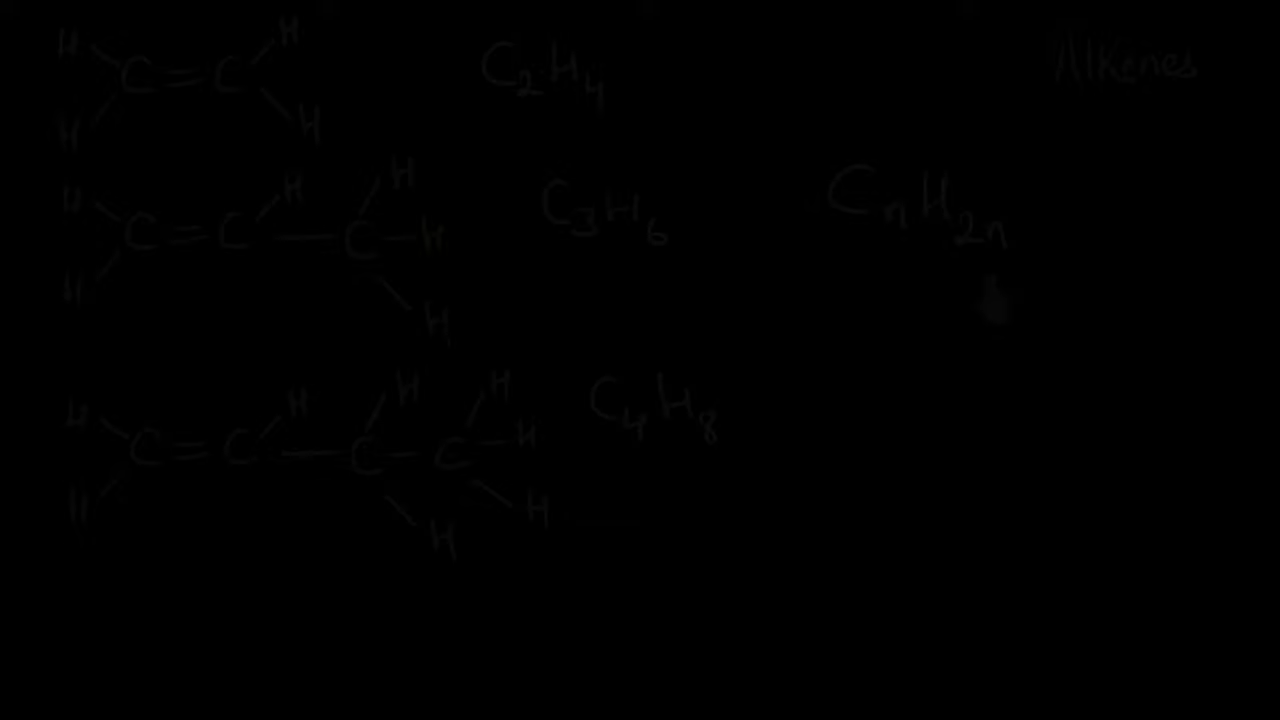 H H
C = C C₂H₄ Alkenes
H H
H H H
C = C — C — H C₃H₆ CₙH₂ₙ
H H
H H H H
C = C — C — C — H C₄H₈
H H H